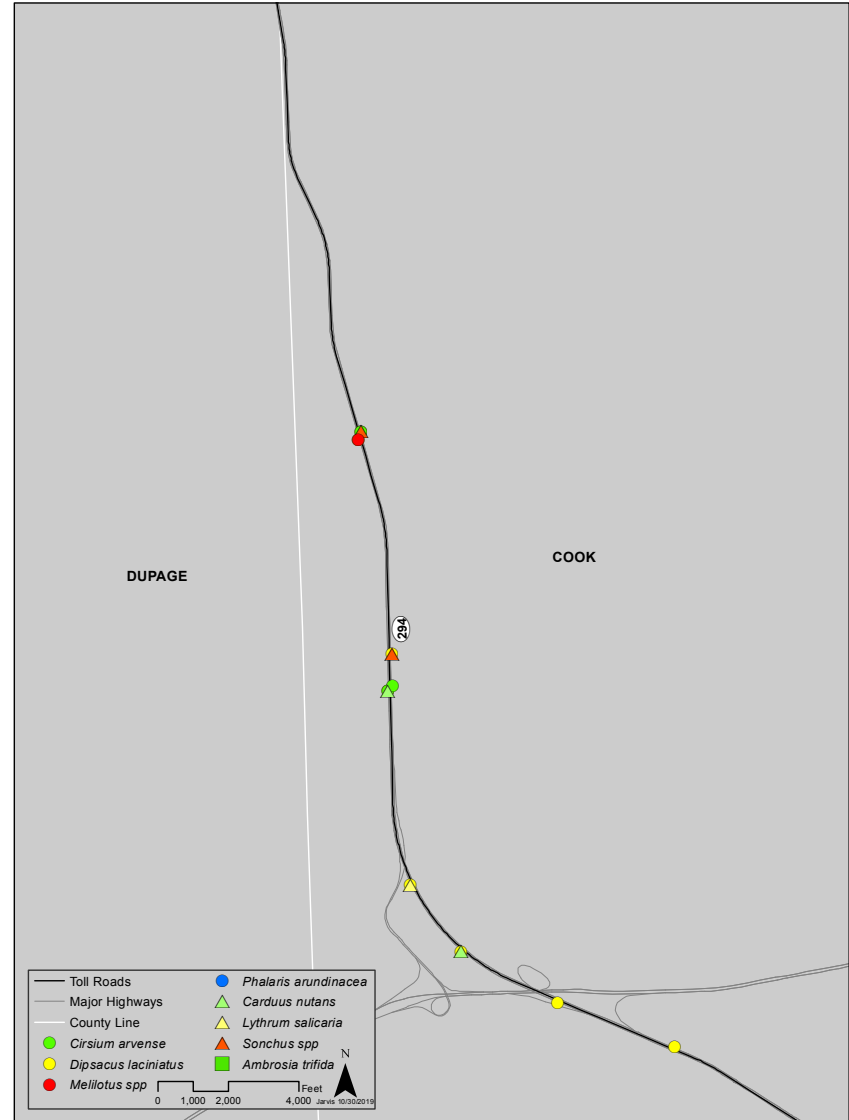 COOK
DUPAGE
294
Toll Roads
Major Highways
County Line
Cirsium arvense
Dipsacus laciniatus
Melilotus spp
Phalaris arundinacea
Carduus nutans
Lythrum salicaria
Sonchus spp
Ambrosia trifida
N
Feet
0 1,000 2,000 4,000
Jarvis 10/30/2019